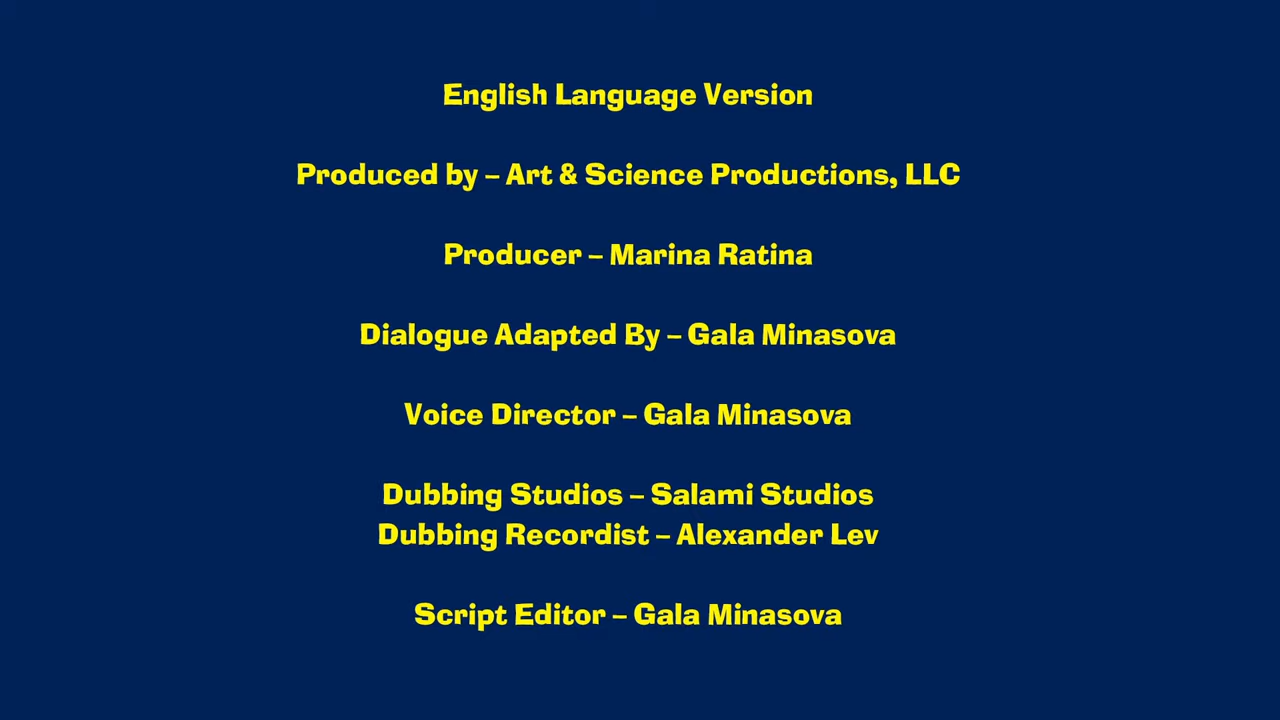 English Language Version
Produced by – Art & Science Productions, LLC
Producer – Marina Ratina
Dialogue Adapted By – Gala Minasova
Voice Director – Gala Minasova
Dubbing Studios – Salami Studios
Dubbing Recordist – Alexander Lev
Script Editor – Gala Minasova